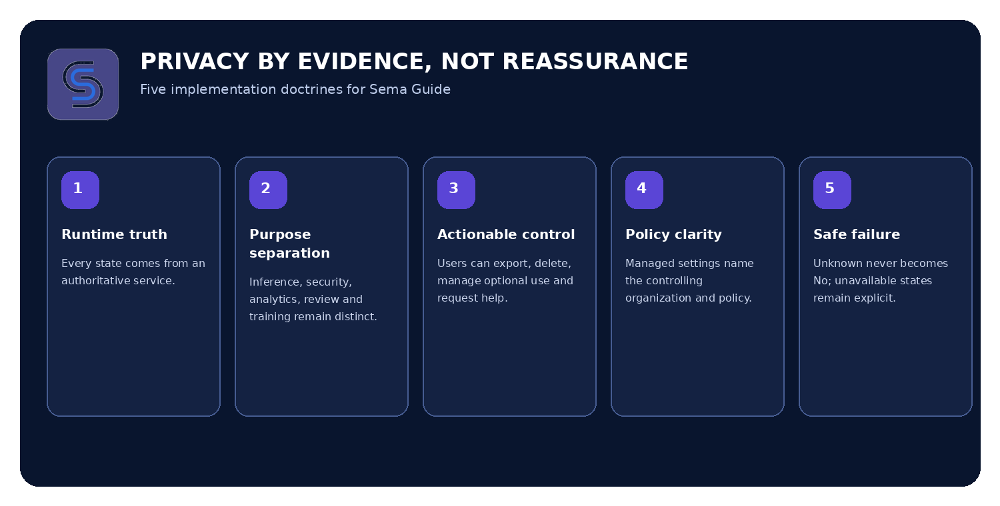 PRIVACY BY EVIDENCE, NOT REASSURANCE
Five implementation doctrines for Sema Guide
1
Runtime truth
Every state comes from an
authoritative service.
2
Purpose
separation
Inference, security,
analytics, review and
training remain distinct.
3
Actionable control
Users can export, delete,
manage optional use and
request help.
4
Policy clarity
Managed settings name
the controlling
organization and policy.
5
Safe failure
Unknown never becomes
No; unavailable states
remain explicit.